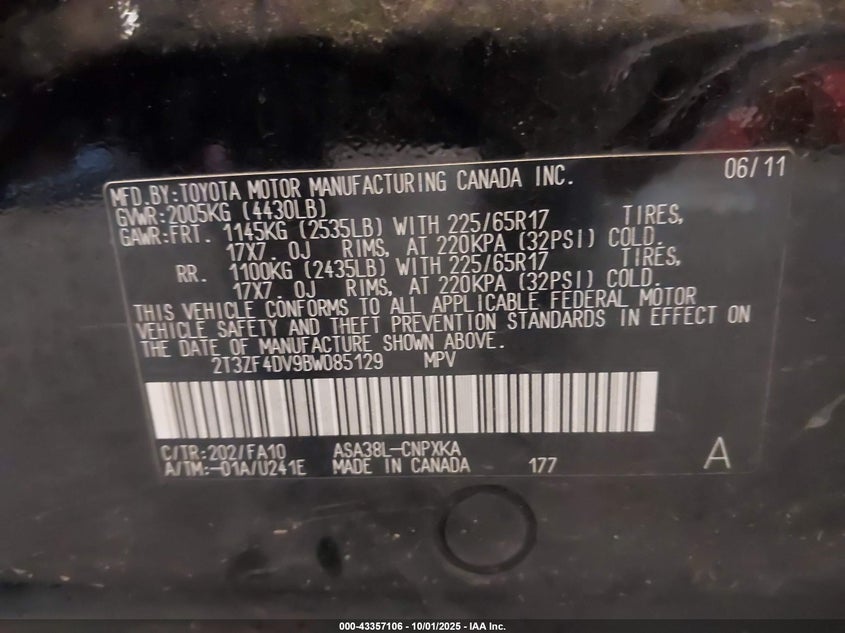 06/11
MFD.BY:TOYOTA MOTOR MANUFACTURING CANADA INC.
GVWR:2005KG (4430LB)
GAWR:FRT. 1145KG (2535LB) WITH 225/65R17 TIRES,
17X7.0J RIMS, AT 220KPA (32PSI) COLD.
RR. 1100KG (2435LB) WITH 225/65R17 TIRES,
17X7.0J RIMS, AT 220KPA (32PSI) COLD.
THIS VEHICLE CONFORMS TO ALL APPLICABLE FEDERAL MOTOR
VEHICLE SAFETY AND THEFT PREVENTION STANDARDS IN EFFECT ON
THE DATE OF MANUFACTURE SHOWN ABOVE.
2T3ZF4DV9BW085129 MPV
C/TR:202/FA10 ASA38L-CNPXKA
A/TM:-01A/U241E MADE IN CANADA 177 A
000-43357106 - 10/01/2025 - IAA Inc.